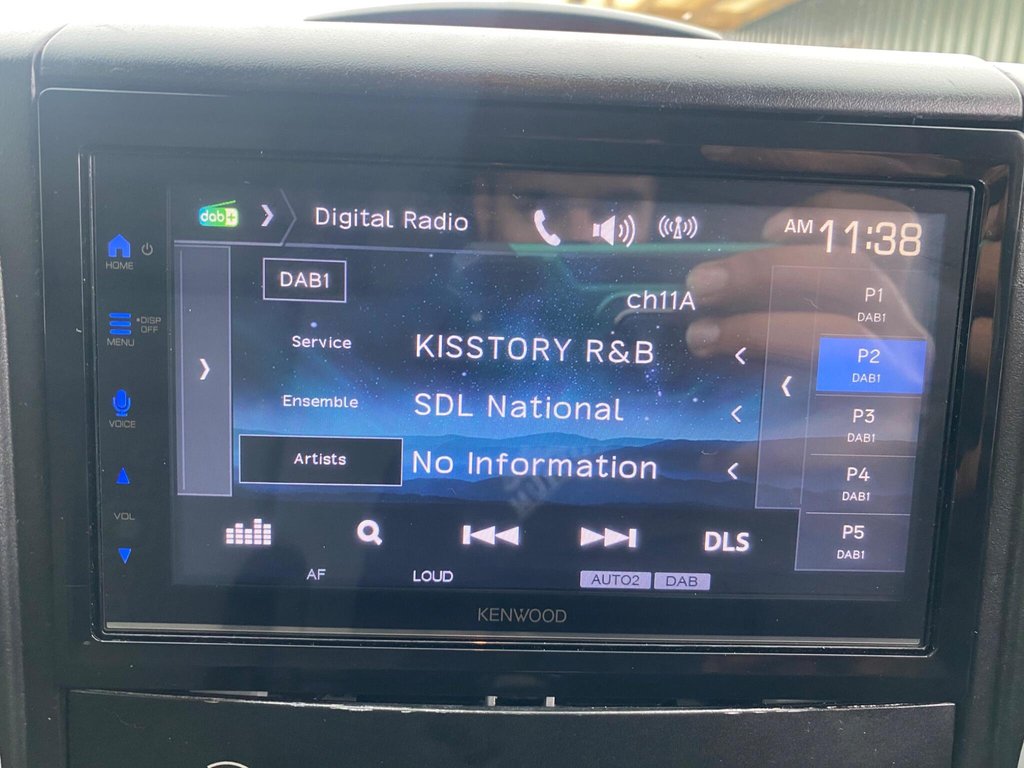 dab+ Digital Radio AM 11:38
HOME
DISP OFF
MENU
VOICE
VOL
DAB1
ch11A
Service KISSTORY R&B
Ensemble SDL National
Artists No Information
P1
DAB1
P2
DAB1
P3
DAB1
P4
DAB1
P5
DAB1
DLS
AF LOUD AUTO2 DAB
KENWOOD